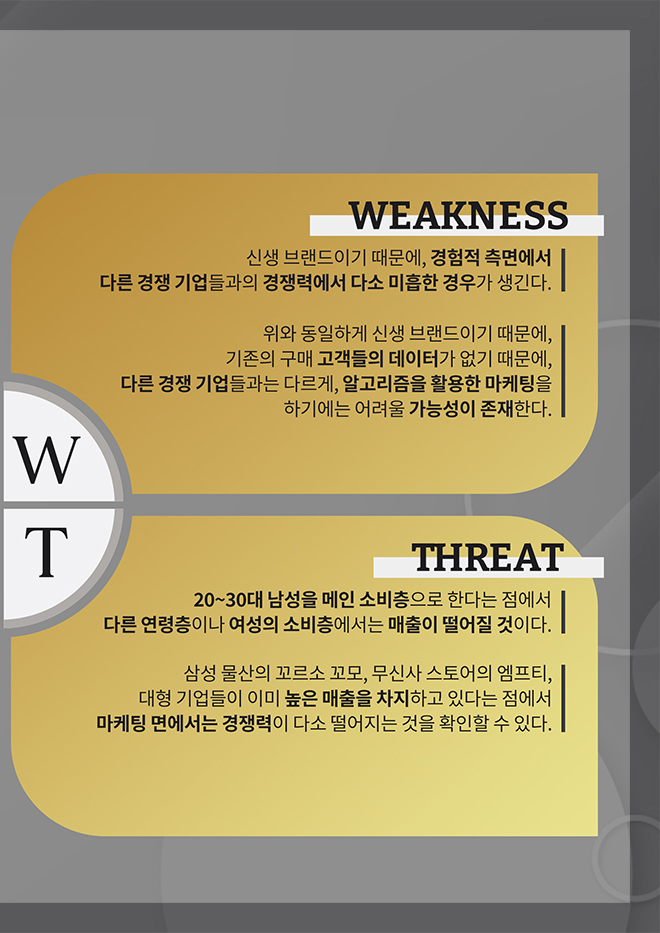 WEAKNESS
신생 브랜드이기 때문에, 경험적 측면에서
다른 경쟁 기업들과의 경쟁력에서 다소 미흡한 경우가 생긴다.
위와 동일하게 신생 브랜드이기 때문에,
기존의 구매 고객들의 데이터가 없기 때문에,
다른 경쟁 기업들과는 다르게, 알고리즘을 활용한 마케팅을
하기에는 어려울 가능성이 존재한다.
W
T
THREAT
20~30대 남성을 메인 소비층으로 한다는 점에서
다른 연령층이나 여성의 소비층에서는 매출이 떨어질 것이다.
삼성 물산의 꼬르소 꼬모, 무신사 스토어의 엠프티,
대형 기업들이 이미 높은 매출을 차지하고 있다는 점에서
마케팅 면에서는 경쟁력이 다소 떨어지는 것을 확인할 수 있다.